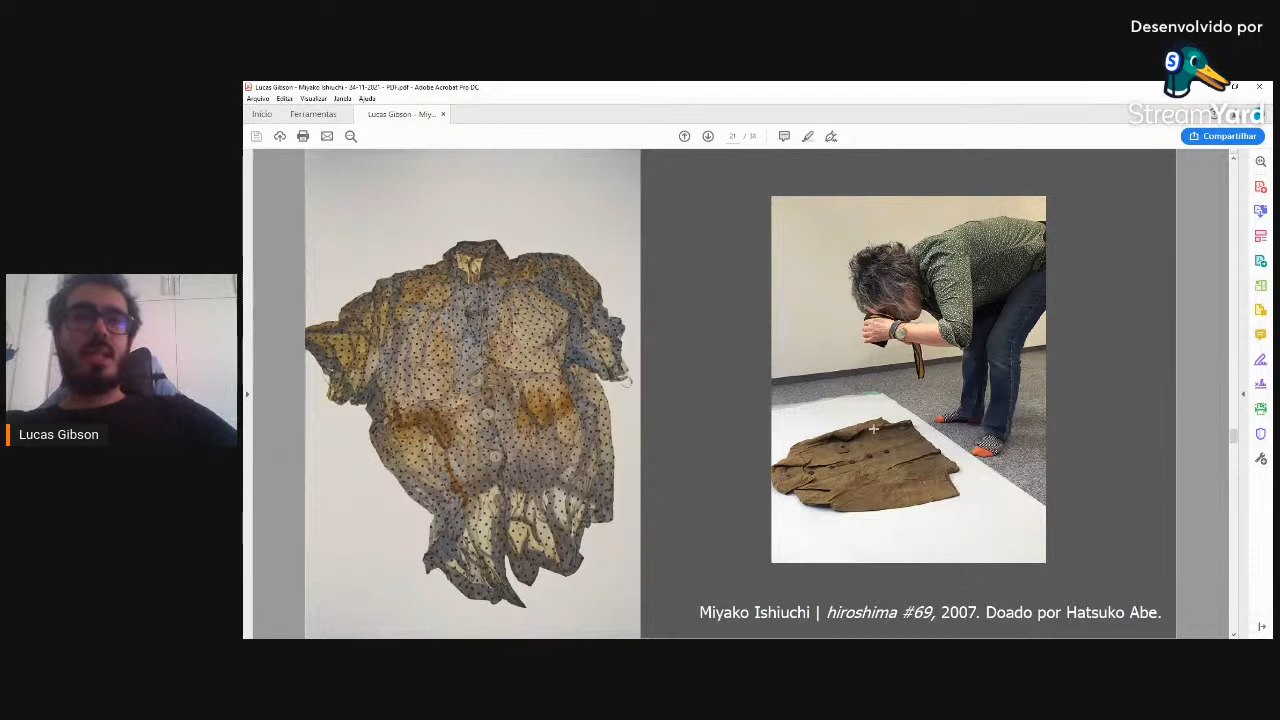 Desenvolvido por
StreamYard
Lucas Gibson - Miyako Ishiuchi - 24-11-2021 - PDF.pdf - Adobe Acrobat Pro DC
Arquivo Editar Visualizar Janela Ajuda
Início Ferramentas Lucas Gibson - Miy...
21 / 34
Compartilhar
Lucas Gibson
Miyako Ishiuchi | hiroshima #69, 2007. Doado por Hatsuko Abe.